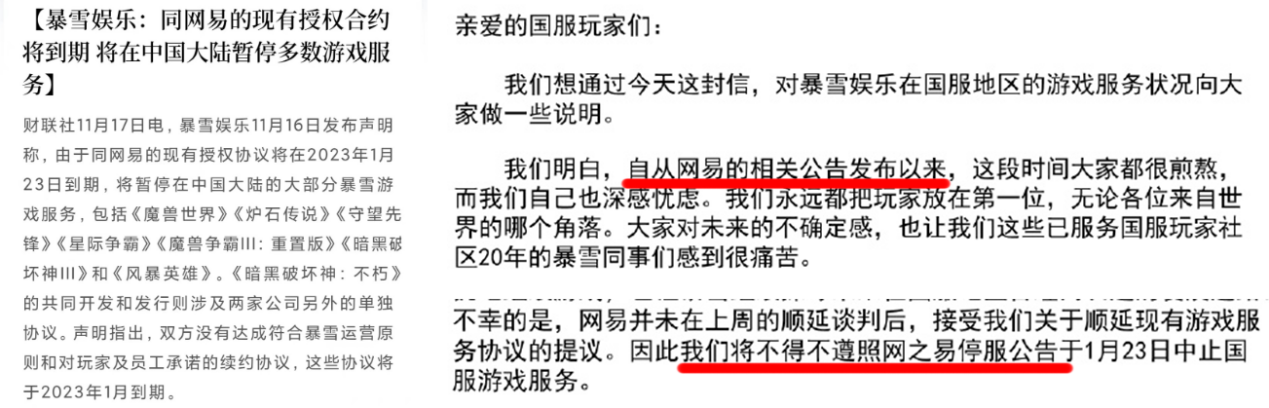 【暴雪娱乐：同网易的现有授权合约
将到期 将在中国大陆暂停多数游戏服
务】
财联社11月17日电，暴雪娱乐11月16日发布声明
称，由于同网易的现有授权协议将在2023年1月
23日到期，将暂停在中国大陆的大部分暴雪游
戏服务，包括《魔兽世界》《炉石传说》《守望先
锋》《星际争霸》《魔兽争霸III：重置版》《暗黑破
坏神III》和《风暴英雄》。《暗黑破坏神：不朽》
的共同开发和发行则涉及两家公司另外的单独
协议。声明指出，双方没有达成符合暴雪运营原
则和对玩家及员工承诺的续约协议，这些协议将
于2023年1月到期。
亲爱的国服玩家们：
我们想通过今天这封信，对暴雪娱乐在国服地区的游戏服务状况向大
家做一些说明。
我们明白，自从网易的相关公告发布以来，这段时间大家都很煎熬，
而我们自己也深感忧虑。我们永远都把玩家放在第一位，无论各位来自世
界的哪个角落。大家对未来的不确定感，也让我们这些已服务国服玩家社
区20年的暴雪同事们感到很痛苦。
不幸的是，网易并未在上周的顺延谈判后，接受我们关于顺延现有游戏服
务协议的提议。因此我们将不得不遵照网之易停服公告于1月23日中止国
服游戏服务。